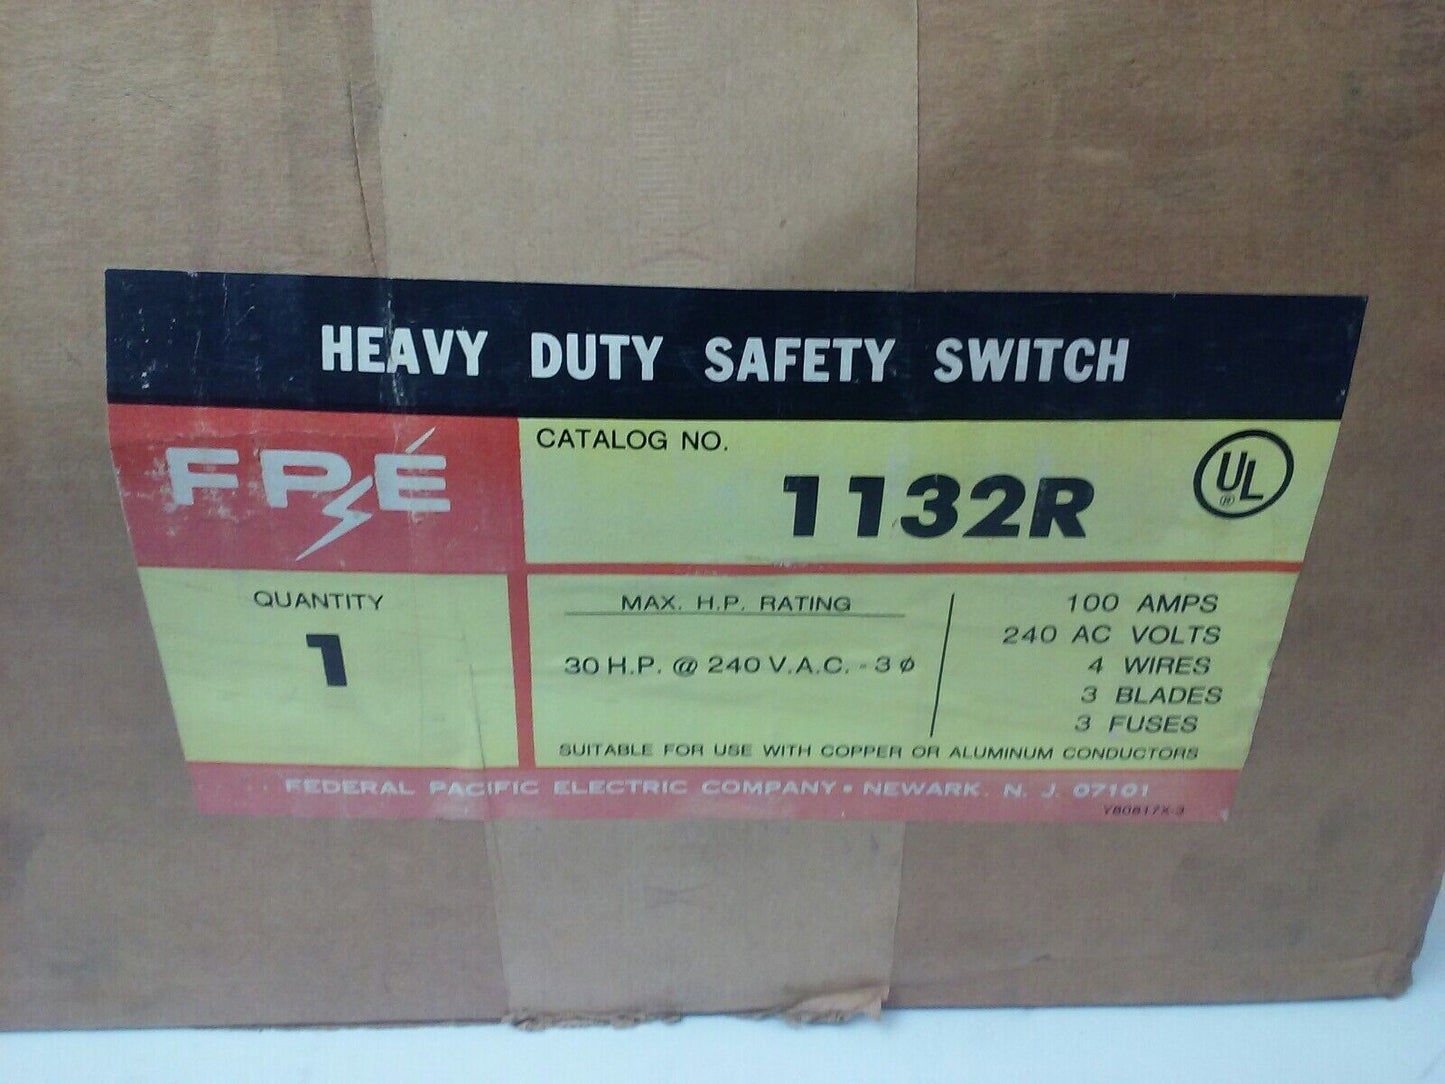 HEAVY DUTY SAFETY SWITCH
FPE
CATALOG NO.
1132R
UL
®
QUANTITY
1
MAX. H.P. RATING
30 H.P. @ 240 V.A.C. - 3 ø
100 AMPS
240 AC VOLTS
4 WIRES
3 BLADES
3 FUSES
SUITABLE FOR USE WITH COPPER OR ALUMINUM CONDUCTORS
FEDERAL PACIFIC ELECTRIC COMPANY • NEWARK, N. J. 07101
Y80817X-3